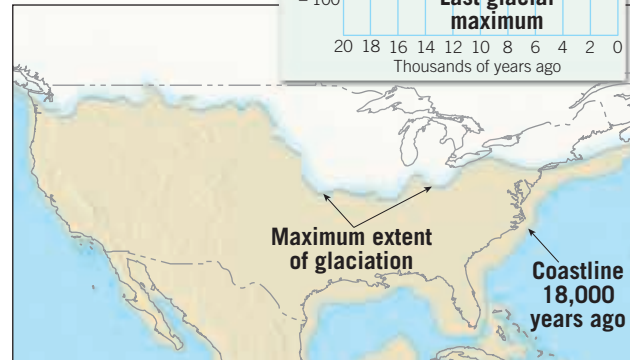 – 100
Last glacial
maximum
20 18 16 14 12 10 8 6 4 2 0
Thousands of years ago
Maximum extent
of glaciation
Coastline
18,000
years ago